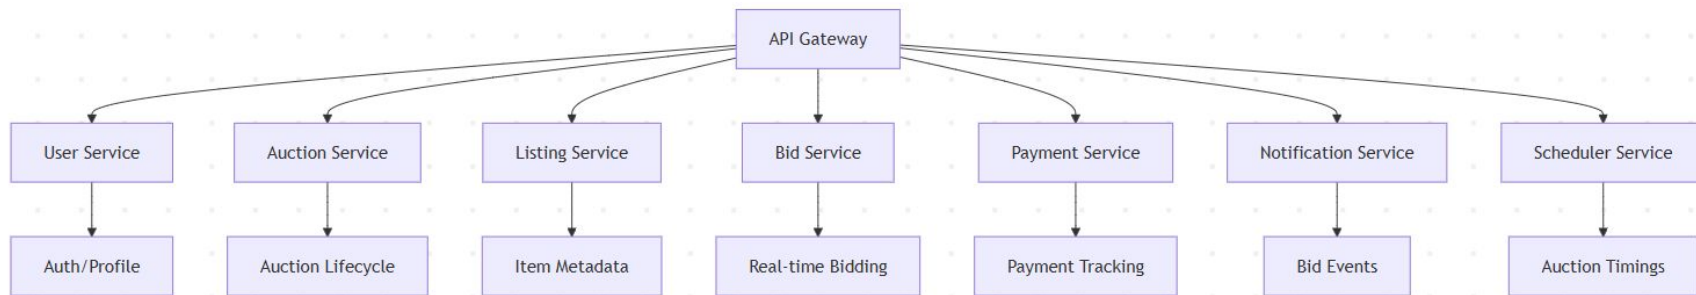 API Gateway
User Service
Auction Service
Listing Service
Bid Service
Payment Service
Notification Service
Scheduler Service
Auth/Profile
Auction Lifecycle
Item Metadata
Real-time Bidding
Payment Tracking
Bid Events
Auction Timings